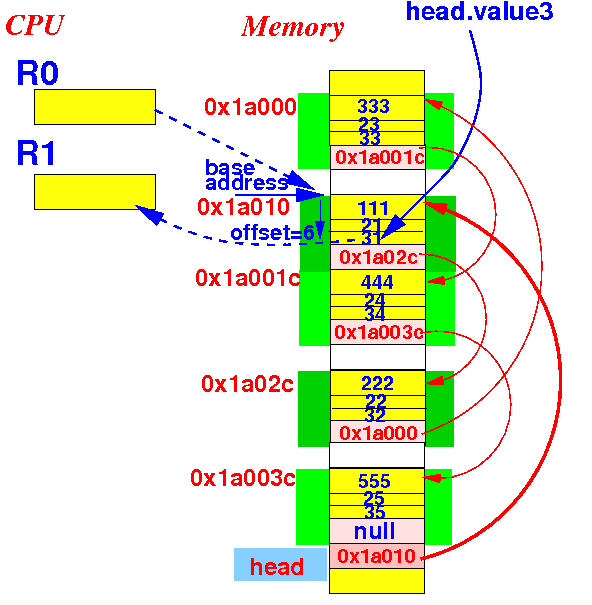 CPU
Memory
head.value3
R0
R1
0x1a000
333
23
33
0x1a001c
base
address
0x1a010
offset=6
111
21
31
0x1a02c
0x1a001c
444
24
34
0x1a003c
0x1a02c
222
22
32
0x1a000
0x1a003c
555
25
35
null
head
0x1a010